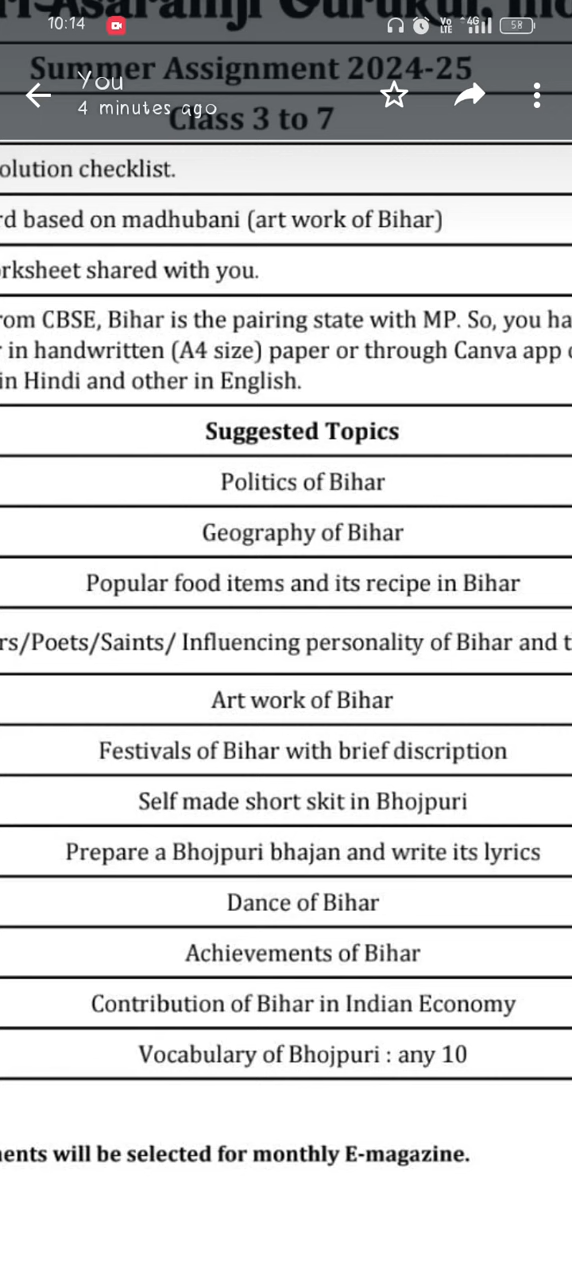 10:14
4G
58
Summer Assignment 2024-25
You
4 minutes ago
Class 3 to 7
olution checklist.
rd based on madhubani (art work of Bihar)
rksheet shared with you.
rom CBSE, Bihar is the pairing state with MP. So, you ha
in handwritten (A4 size) paper or through Canva app
in Hindi and other in English.
Suggested Topics
Politics of Bihar
Geography of Bihar
Popular food items and its recipe in Bihar
rs/Poets/Saints/ Influencing personality of Bihar and t
Art work of Bihar
Festivals of Bihar with brief discription
Self made short skit in Bhojpuri
Prepare a Bhojpuri bhajan and write its lyrics
Dance of Bihar
Achievements of Bihar
Contribution of Bihar in Indian Economy
Vocabulary of Bhojpuri : any 10
ents will be selected for monthly E-magazine.